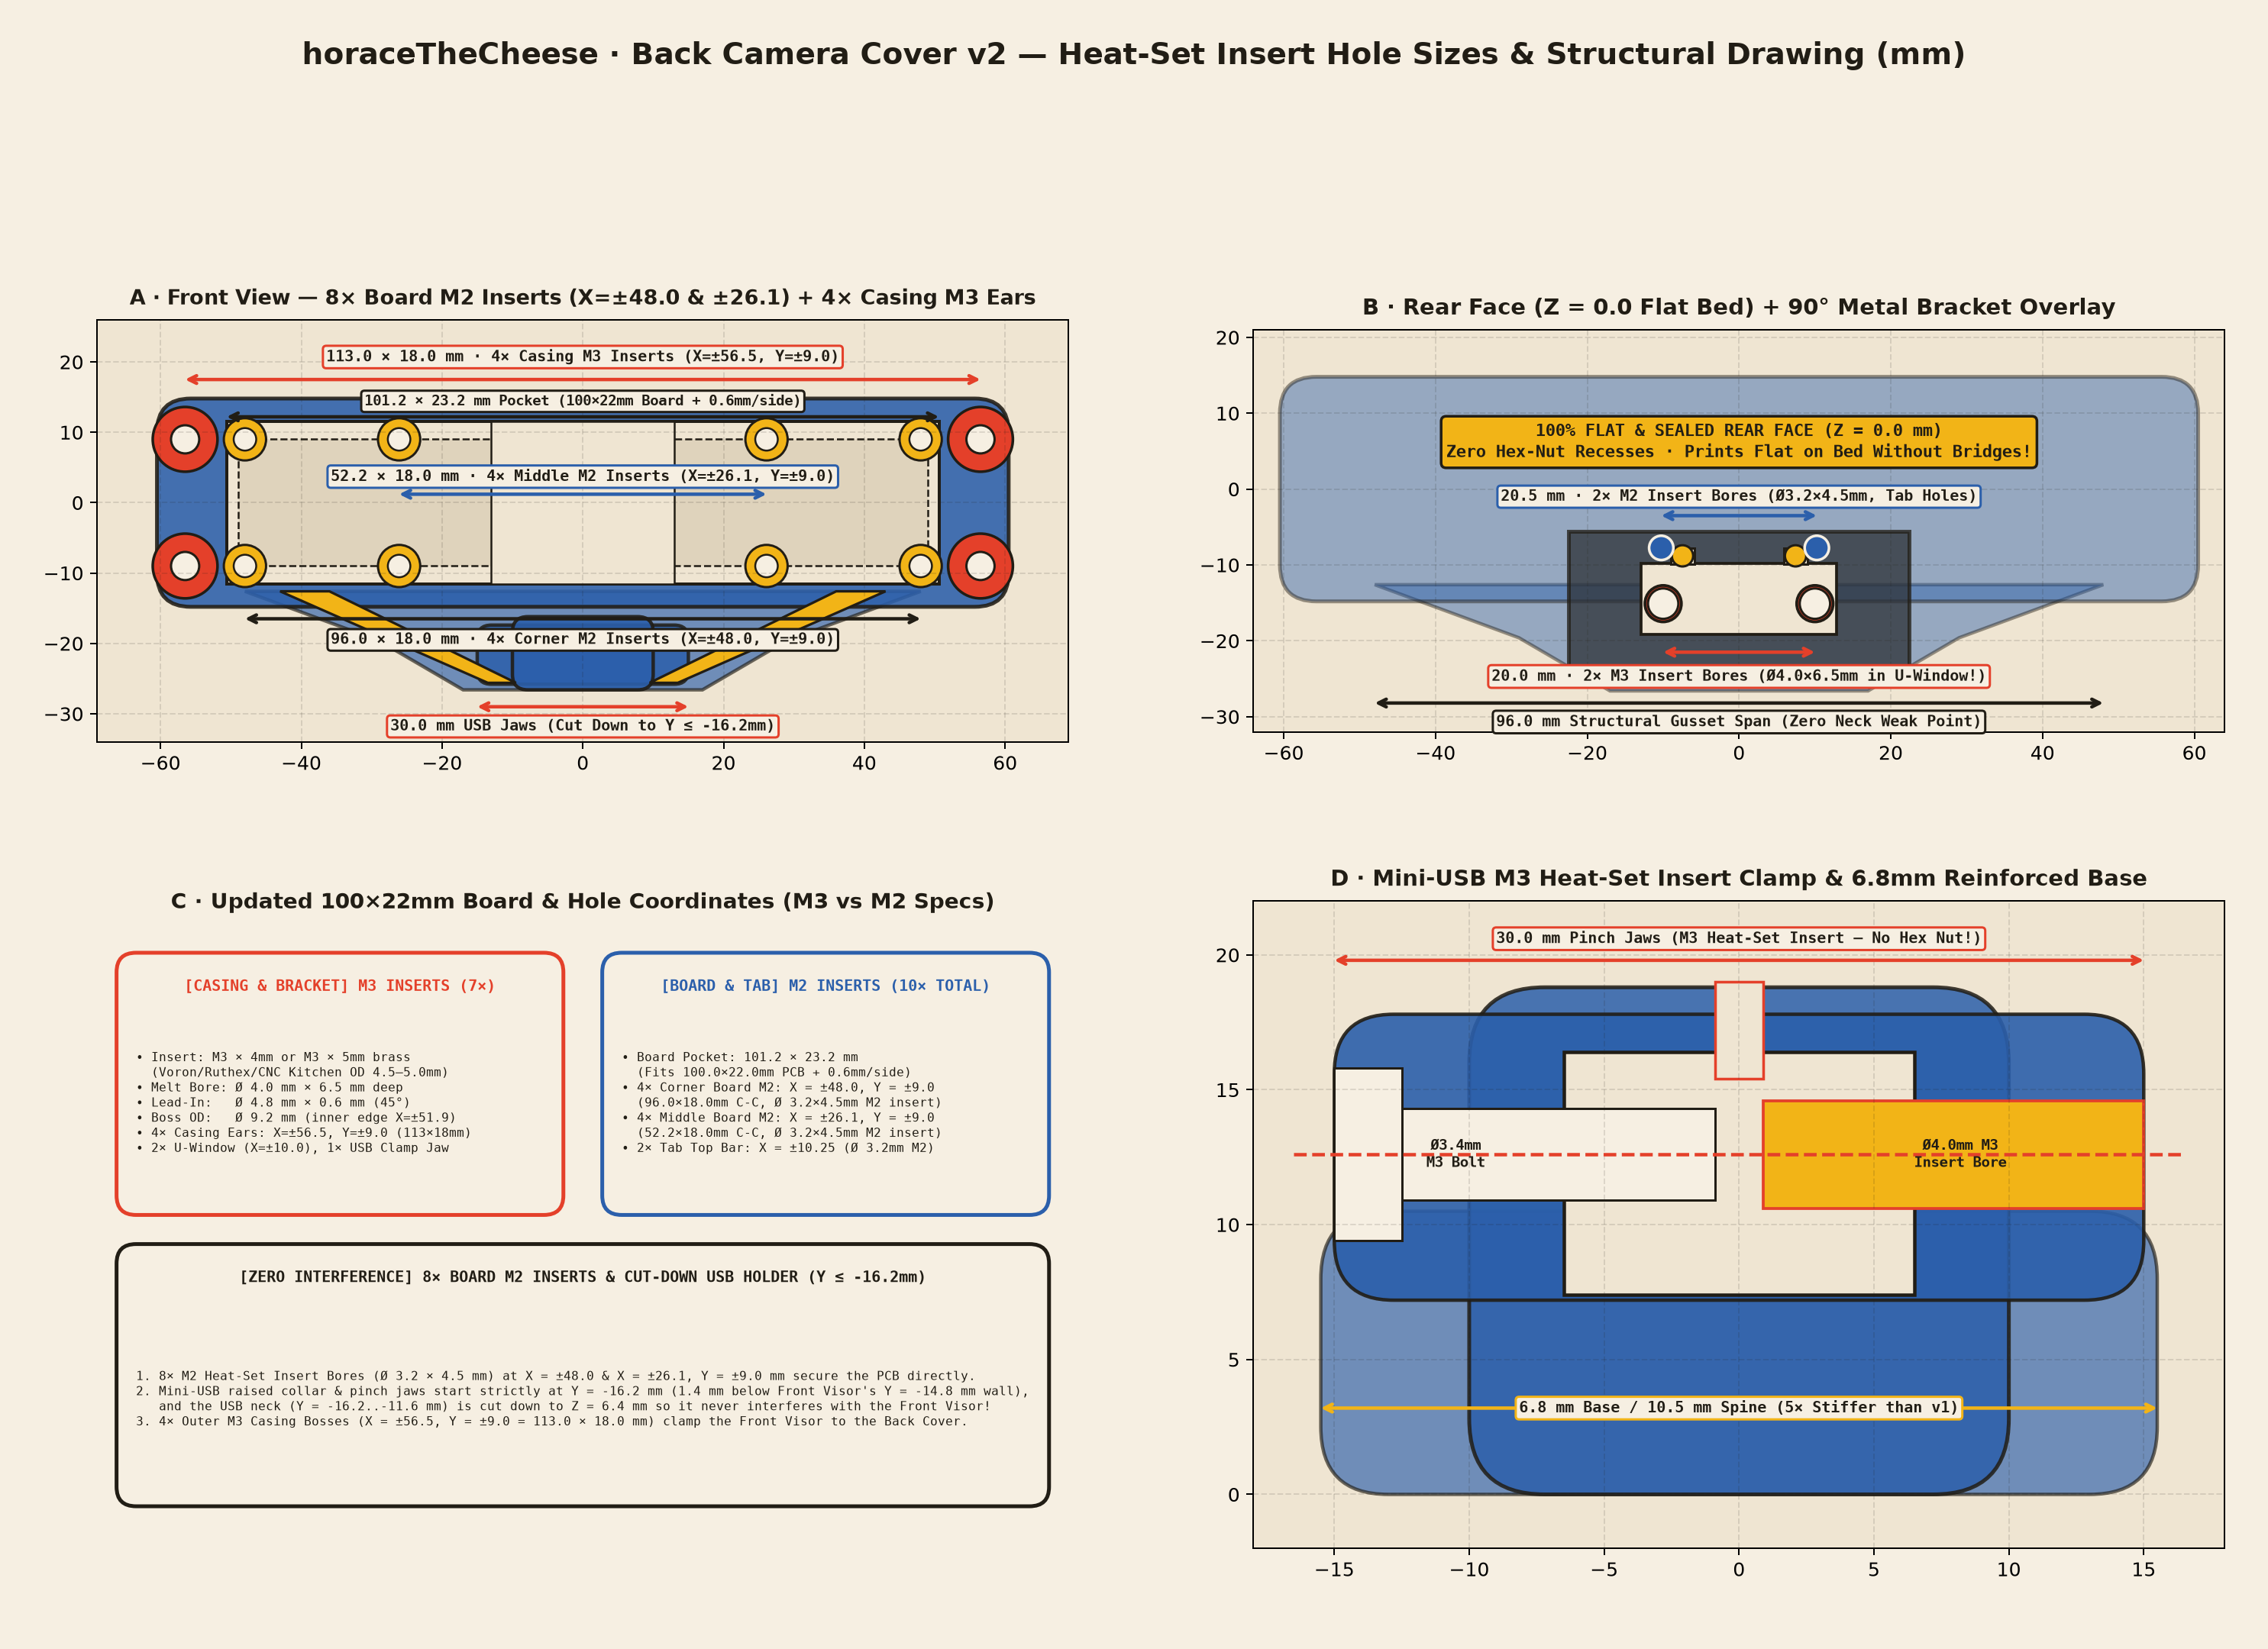 horaceTheCheese · Back Camera Cover v2 — Heat-Set Insert Hole Sizes & Structural Drawing (mm)
A · Front View — 8× Board M2 Inserts (X=±48.0 & ±26.1) + 4× Casing M3 Ears
113.0 × 18.0 mm · 4× Casing M3 Inserts (X=±56.5, Y=±9.0)
101.2 × 23.2 mm Pocket (100×22mm Board + 0.6mm/side)
52.2 × 18.0 mm · 4× Middle M2 Inserts (X=±26.1, Y=±9.0)
96.0 × 18.0 mm · 4× Corner M2 Inserts (X=±48.0, Y=±9.0)
30.0 mm USB Jaws (Cut Down to Y ≤ -16.2mm)
20
10
0
−10
−20
−30
−60
−40
−20
0
20
40
60
B · Rear Face (Z = 0.0 Flat Bed) + 90° Metal Bracket Overlay
100% FLAT & SEALED REAR FACE (Z = 0.0 mm)
Zero Hex-Nut Recesses · Prints Flat on Bed Without Bridges!
20.5 mm · 2× M2 Insert Bores (Ø3.2×4.5mm, Tab Holes)
20.0 mm · 2× M3 Insert Bores (Ø4.0×6.5mm in U-Window!)
96.0 mm Structural Gusset Span (Zero Neck Weak Point)
20
10
0
−10
−20
−30
−60
−40
−20
0
20
40
60
C · Updated 100×22mm Board & Hole Coordinates (M3 vs M2 Specs)
[CASING & BRACKET] M3 INSERTS (7×)
• Insert: M3 × 4mm or M3 × 5mm brass
(Voron/Ruthex/CNC Kitchen OD 4.5–5.0mm)
• Melt Bore: Ø 4.0 mm × 6.5 mm deep
• Lead-In:   Ø 4.8 mm × 0.6 mm (45°)
• Boss OD:   Ø 9.2 mm (inner edge X=±51.9)
• 4× Casing Ears: X=±56.5, Y=±9.0 (113×18mm)
• 2× U-Window (X=±10.0), 1× USB Clamp Jaw
[BOARD & TAB] M2 INSERTS (10× TOTAL)
• Board Pocket: 101.2 × 23.2 mm
(Fits 100.0×22.0mm PCB + 0.6mm/side)
• 4× Corner Board M2: X = ±48.0, Y = ±9.0
(96.0×18.0mm C-C, Ø 3.2×4.5mm M2 insert)
• 4× Middle Board M2: X = ±26.1, Y = ±9.0
(52.2×18.0mm C-C, Ø 3.2×4.5mm M2 insert)
• 2× Tab Top Bar: X = ±10.25 (Ø 3.2mm M2)
[ZERO INTERFERENCE] 8× BOARD M2 INSERTS & CUT-DOWN USB HOLDER (Y ≤ -16.2mm)
1. 8× M2 Heat-Set Insert Bores (Ø 3.2 × 4.5 mm) at X = ±48.0 & X = ±26.1, Y = ±9.0 mm secure the PCB directly.
2. Mini-USB raised collar & pinch jaws start strictly at Y = -16.2 mm (1.4 mm below Front Visor's Y = -14.8 mm wall),
and the USB neck (Y = -16.2..-11.6 mm) is cut down to Z = 6.4 mm so it never interferes with the Front Visor!
3. 4× Outer M3 Casing Bosses (X = ±56.5, Y = ±9.0 = 113.0 × 18.0 mm) clamp the Front Visor to the Back Cover.
D · Mini-USB M3 Heat-Set Insert Clamp & 6.8mm Reinforced Base
30.0 mm Pinch Jaws (M3 Heat-Set Insert — No Hex Nut!)
Ø3.4mm
M3 Bolt
Ø4.0mm M3
Insert Bore
6.8 mm Base / 10.5 mm Spine (5× Stiffer than v1)
20
15
10
5
0
−15
−10
−5
0
5
10
15